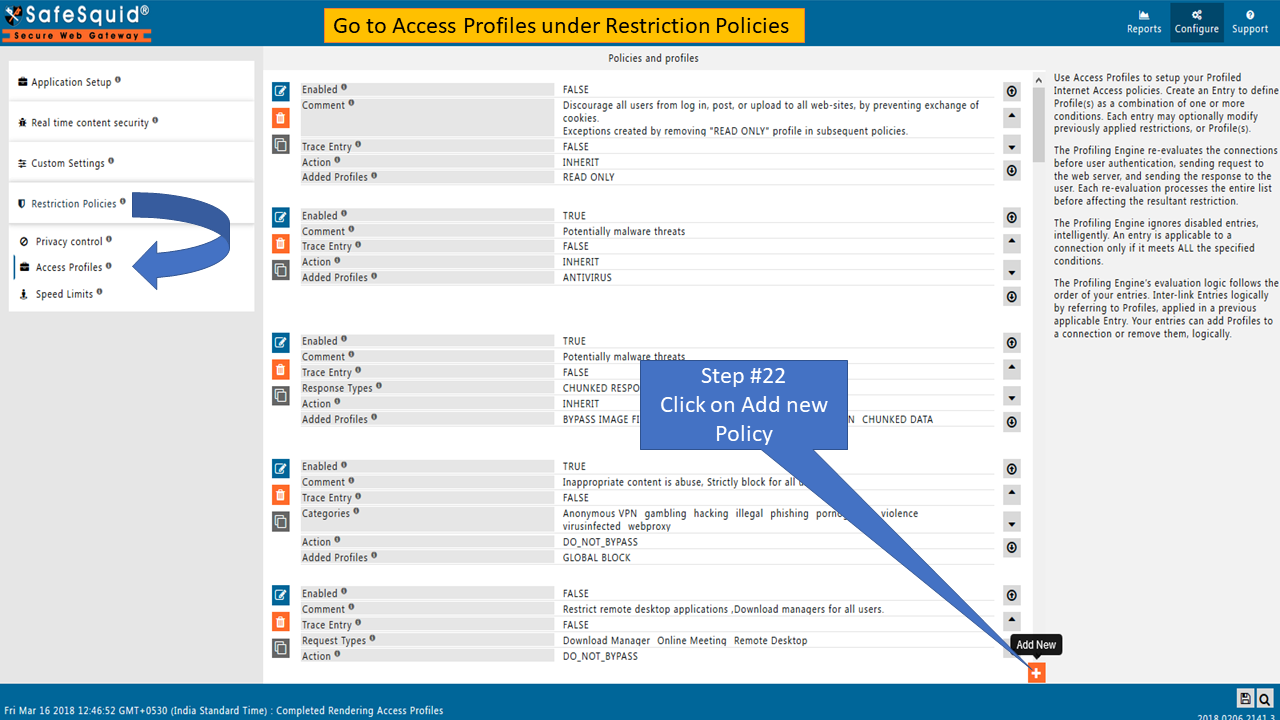 SafeSquid®
Secure Web Gateway
Go to Access Profiles under Restriction Policies
Reports
Configure
Support
Application Setup
Real time content security
Custom Settings
Restriction Policies
Privacy control
Access Profiles
Speed Limits
Policies and profiles
Enabled FALSE
Comment Discourage all users from log in, post, or upload to all web-sites, by preventing exchange of
cookies.
Exceptions created by removing "READ ONLY" profile in subsequent policies.
Trace Entry FALSE
Action INHERIT
Added Profiles READ ONLY
Enabled TRUE
Comment Potentially malware threats
Trace Entry FALSE
Action INHERIT
Added Profiles ANTIVIRUS
Enabled TRUE
Comment Potentially malware threats
Trace Entry FALSE
Response Types CHUNKED
Action INHERIT
Added Profiles BYPASS IMAGE CHUNKED DATA
Enabled TRUE
Comment Inappropriate content is abuse, Strictly block for all
Trace Entry FALSE
Categories Anonymous VPN gambling hacking illegal phishing violence
virusinfected webproxy
Action DO_NOT_BYPASS
Added Profiles GLOBAL BLOCK
Enabled FALSE
Comment Restrict remote desktop applications ,Download managers for all users.
Trace Entry FALSE
Request Types Download Manager Online Meeting Remote Desktop
Action DO_NOT_BYPASS
Step #22
Click on Add new
Policy
Add New
Use Access Profiles to setup your Profiled
Internet Access policies. Create an Entry to define
Profile(s) as a combination of one or more
conditions. Each entry may optionally modify
previously applied restrictions, or Profile(s).
The Profiling Engine re-evaluates the connections
before user authentication, sending request to
the web server, and sending the response to the
user. Each re-evaluation processes the entire list
before affecting the resultant restriction.
The Profiling Engine ignores disabled entries,
intelligently. An entry is applicable to a
connection only if it meets ALL the specified
conditions.
The Profiling Engine's evaluation logic follows the
order of your entries. Inter-link Entries logically
by referring to Profiles, applied in a previous
applicable Entry. Your entries can add Profiles to
a connection or remove them, logically.
Fri Mar 16 2018 12:46:52 GMT+0530 (India Standard Time) : Completed Rendering Access Profiles
2018.0206.2141.3